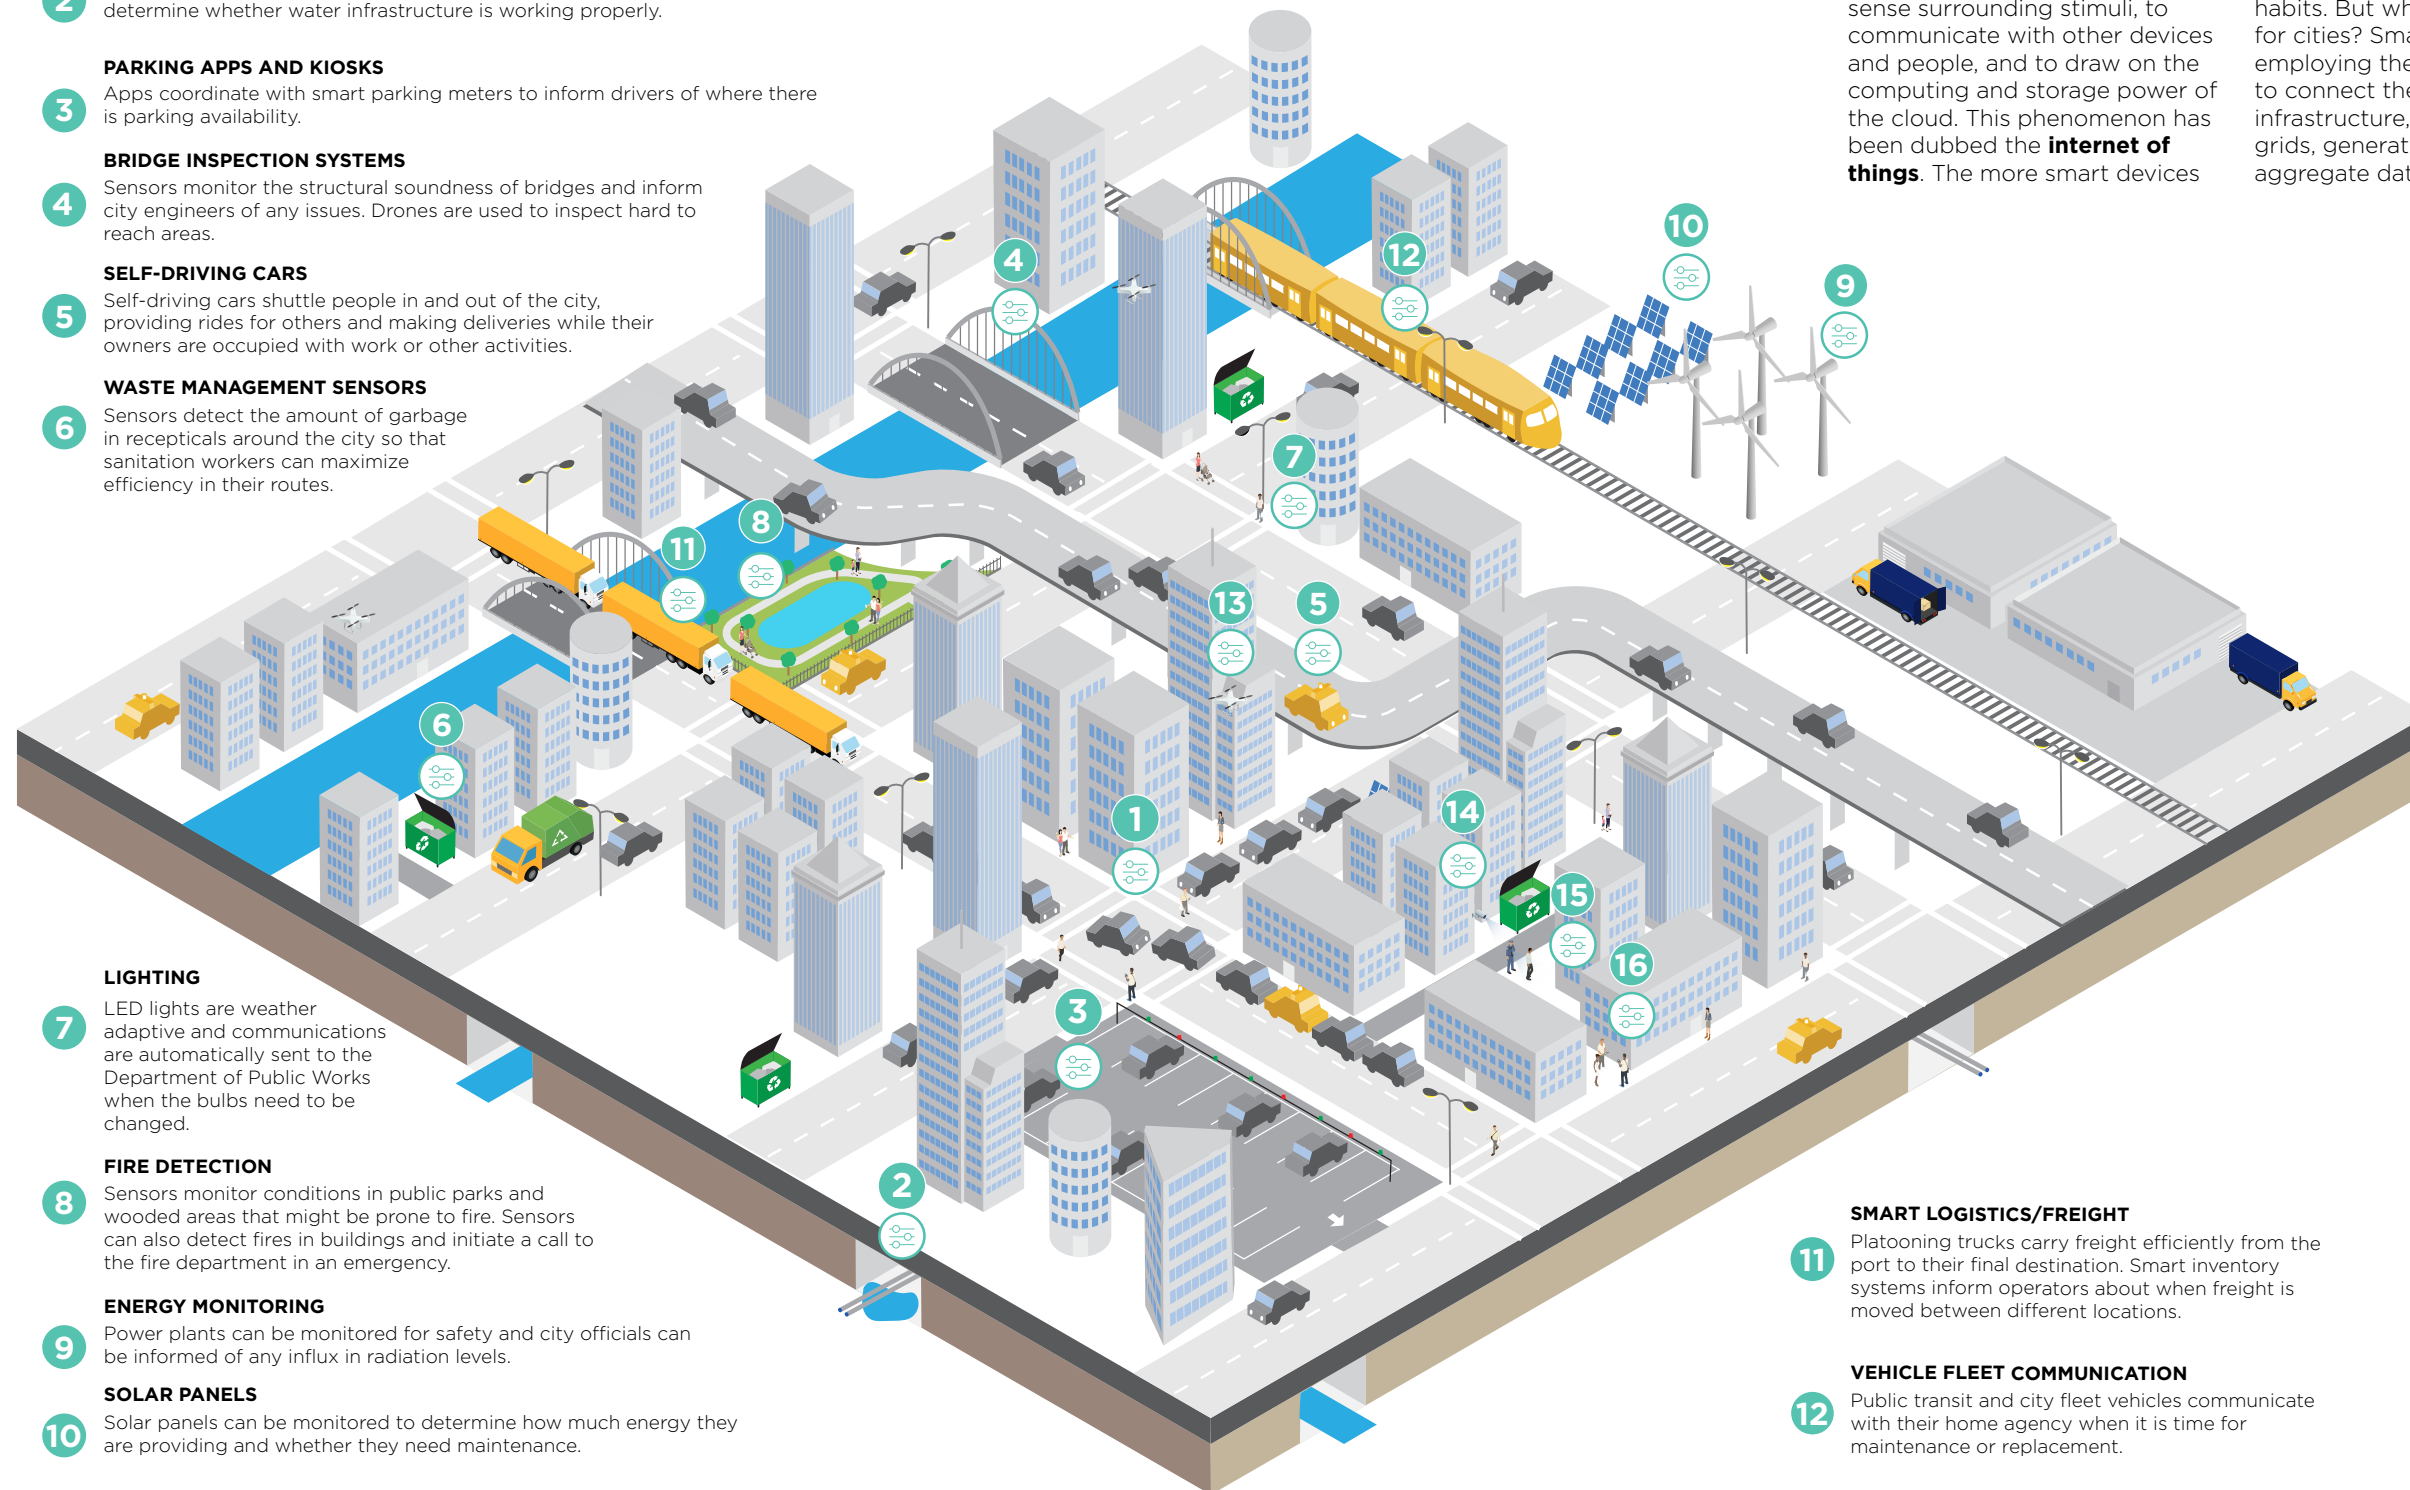 2
determine whether water infrastructure is working properly.
PARKING APPS AND KIOSKS
3
Apps coordinate with smart parking meters to inform drivers of where there
is parking availability.
BRIDGE INSPECTION SYSTEMS
4
Sensors monitor the structural soundness of bridges and inform
city engineers of any issues. Drones are used to inspect hard to
reach areas.
SELF-DRIVING CARS
5
Self-driving cars shuttle people in and out of the city,
providing rides for others and making deliveries while their
owners are occupied with work or other activities.
WASTE MANAGEMENT SENSORS
6
Sensors detect the amount of garbage
in recepticals around the city so that
sanitation workers can maximize
efficiency in their routes.
sense surrounding stimuli, to
communicate with other devices
and people, and to draw on the
computing and storage power of
the cloud. This phenomenon has
been dubbed the internet of
things. The more smart devices
habits. But
for cities?
employing
to connect
infrastructure,
grids,
aggregate
10
12
4
9
7
8
11
13
5
6
14
1
15
16
3
2
LIGHTING
7
LED lights are weather
adaptive and communications
are automatically sent to the
Department of Public Works
when the bulbs need to be
changed.
FIRE DETECTION
8
Sensors monitor conditions in public parks and
wooded areas that might be prone to fire. Sensors
can also detect fires in buildings and initiate a call to
the fire department in an emergency.
ENERGY MONITORING
9
Power plants can be monitored for safety and city officials can
be informed of any influx in radiation levels.
SOLAR PANELS
10
Solar panels can be monitored to determine how much energy they
are providing and whether they need maintenance.
SMART LOGISTICS/FREIGHT
11
Platooning trucks carry freight efficiently from the
port to their final destination. Smart inventory
systems inform operators about when freight is
moved between different locations.
VEHICLE FLEET COMMUNICATION
12
Public transit and city fleet vehicles communicate
with their home agency when it is time for
maintenance or replacement.